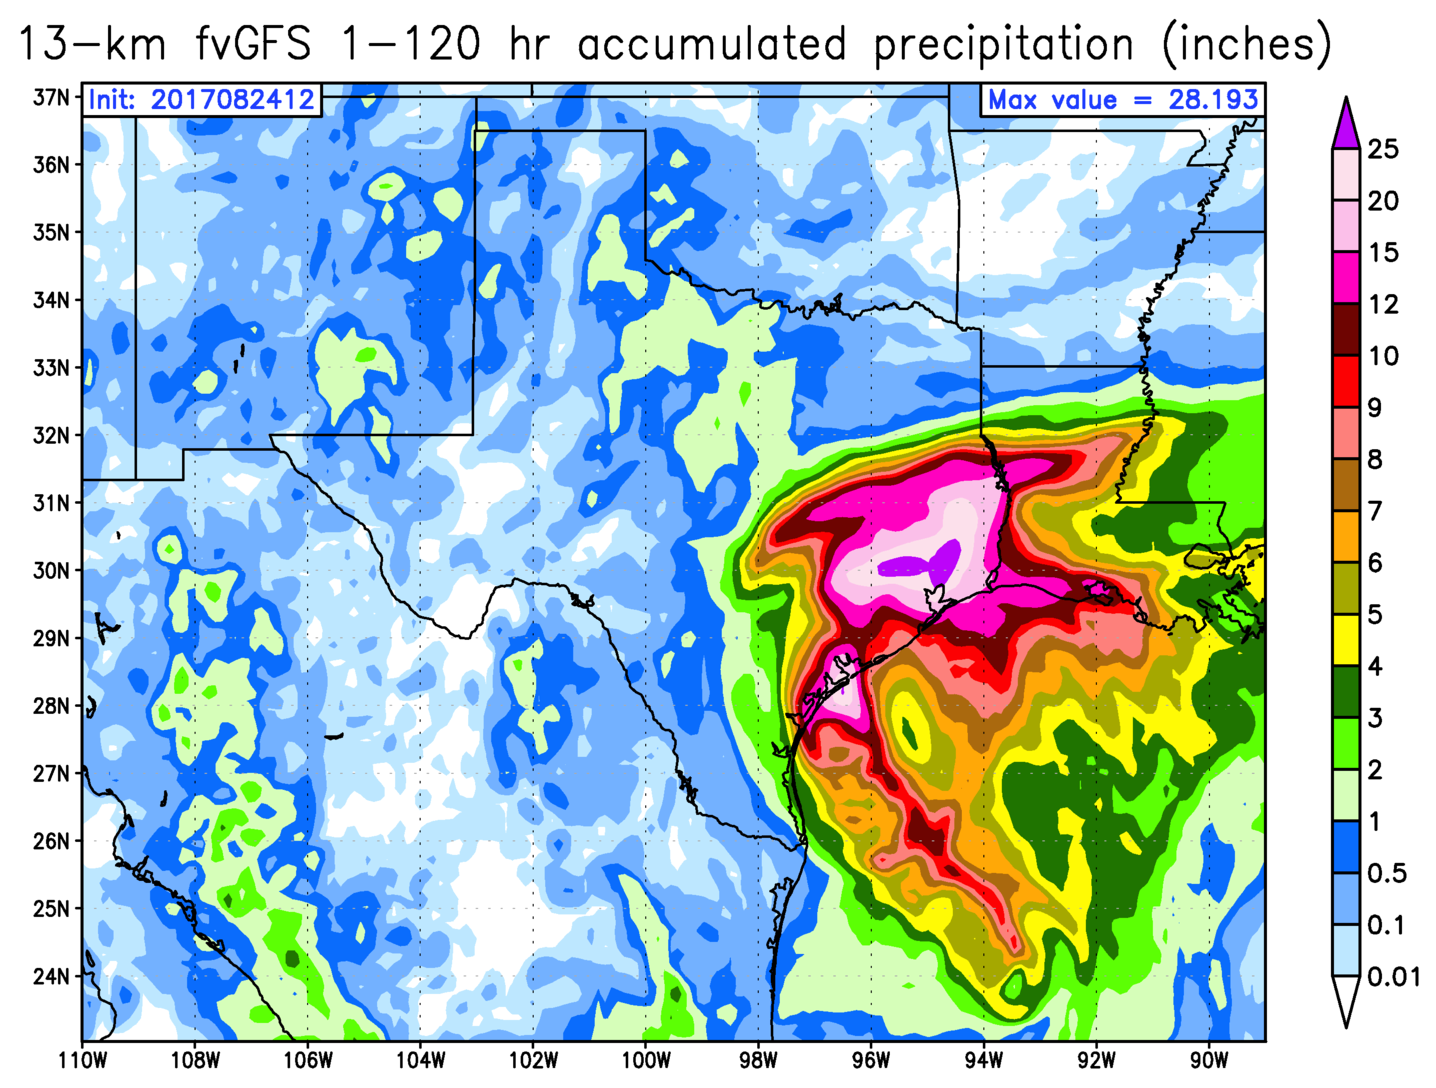 13-km fvGFS 1-120 hr accumulated precipitation (inches)
Init: 2017082412
Max value = 28.193
37N
36N
35N
34N
33N
32N
31N
30N
29N
28N
27N
26N
25N
24N
110W 108W 106W 104W 102W 100W 98W 96W 94W 92W 90W
25
20
15
12
10
9
8
7
6
5
4
3
2
1
0.5
0.1
0.01